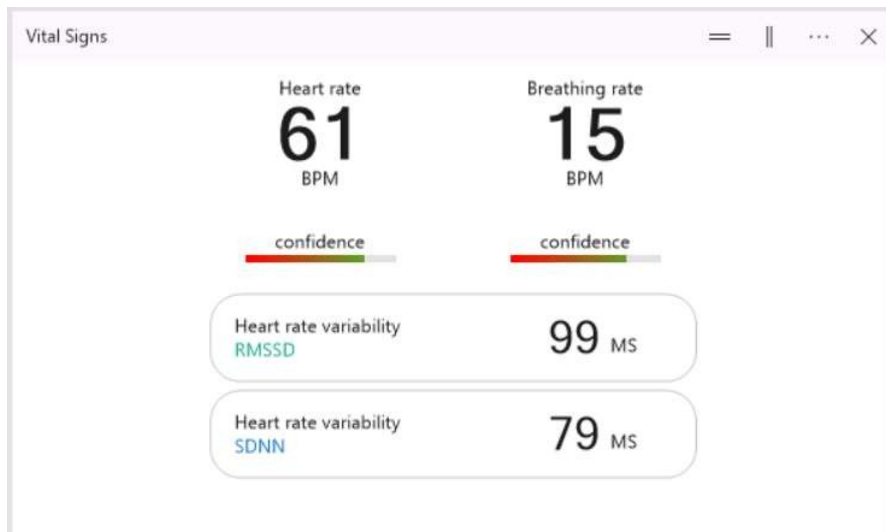 Vital Signs
Heart rate
61
BPM
Breathing rate
15
BPM
confidence
confidence
Heart rate variability
RMSSD
99 MS
Heart rate variability
SDNN
79 MS